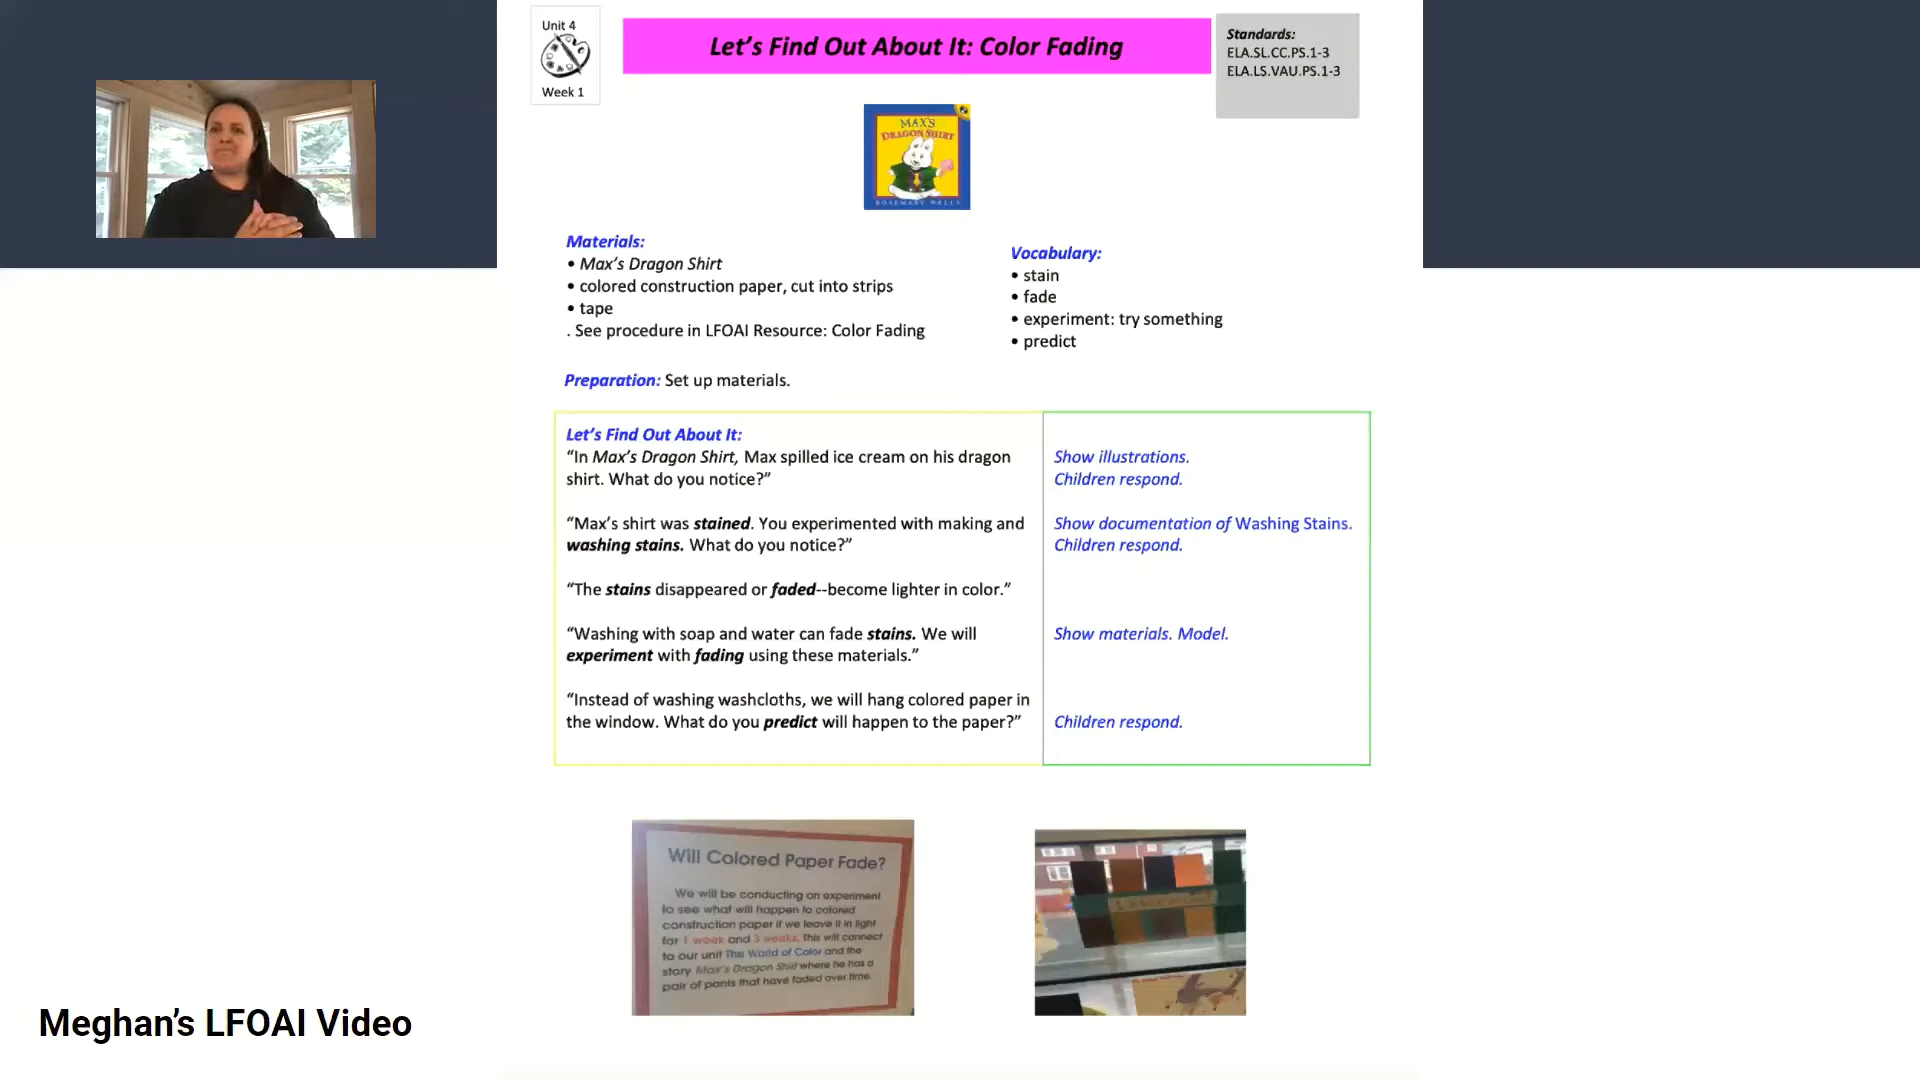 Unit 4
Week 1
Let's Find Out About It: Color Fading
Standards:
ELA.SL.CC.PS.1-3
ELA.LS.VAU.PS.1-3
MAX'S
DRAGON SHIRT
ROSEMARY WELLS
Materials:
• Max's Dragon Shirt
• colored construction paper, cut into strips
• tape
. See procedure in LFOAI Resource: Color Fading
Vocabulary:
• stain
• fade
• experiment: try something
• predict
Preparation: Set up materials.
Let's Find Out About It:
“In Max's Dragon Shirt, Max spilled ice cream on his dragon
shirt. What do you notice?”
“Max's shirt was stained. You experimented with making and
washing stains. What do you notice?”
“The stains disappeared or faded--become lighter in color.”
“Washing with soap and water can fade stains. We will
experiment with fading using these materials.”
“Instead of washing washcloths, we will hang colored paper in
the window. What do you predict will happen to the paper?”
Show illustrations.
Children respond.
Show documentation of Washing Stains.
Children respond.
Show materials. Model.
Children respond.
Will Colored Paper Fade?
We will be conducting an experiment
to see what will happen to colored
construction paper if we leave it in light
for 1 week and 3 weeks. This will connect
to our unit The World of Color and the
story Max's Dragon Shirt where he has a
pair of pants that have faded over time.
Meghan's LFOAI Video